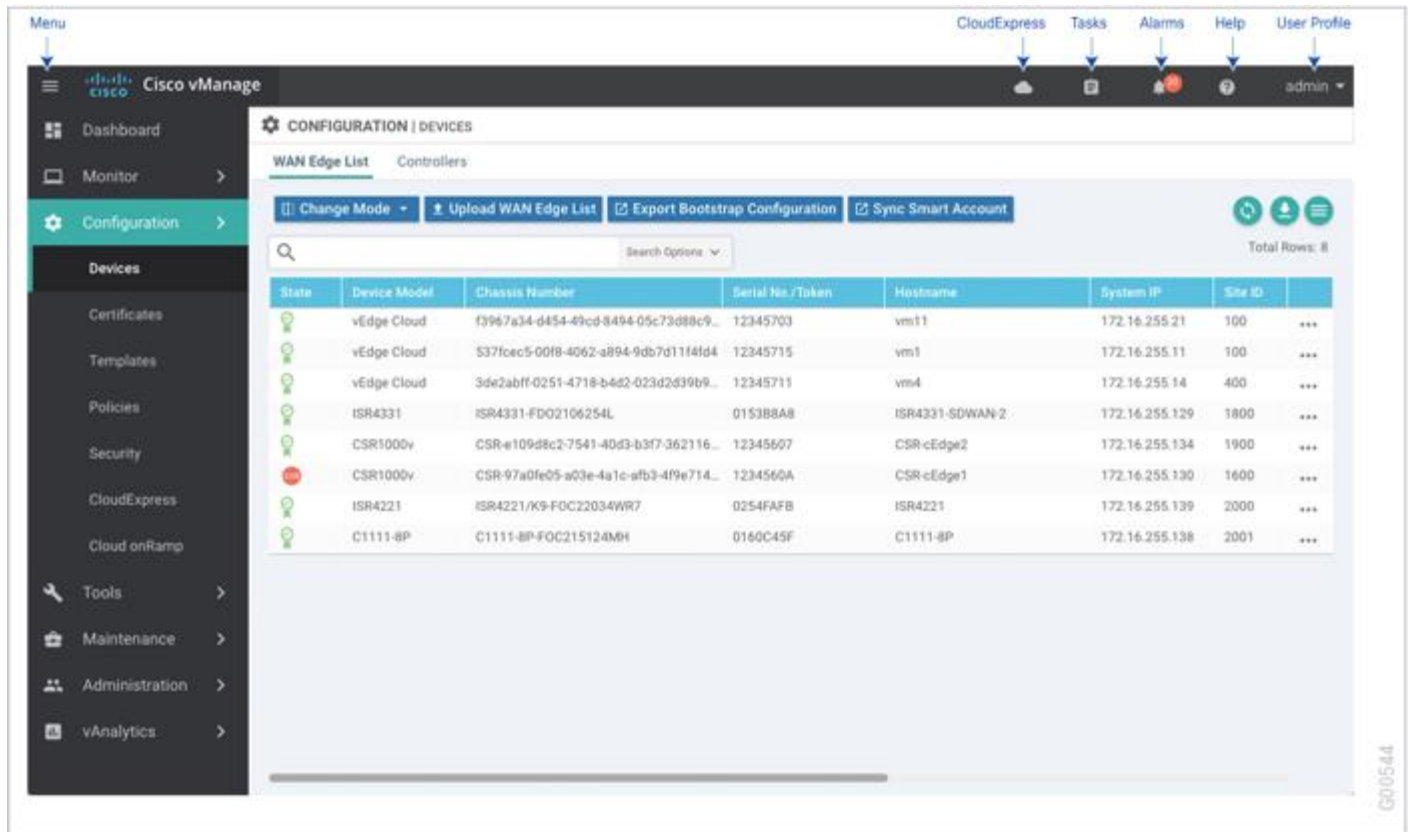 Menu
CloudExpress Tasks Alarms Help User Profile
cisco Cisco vManage
admin
Dashboard
Monitor
Configuration
Devices
Certificates
Templates
Policies
Security
CloudExpress
Cloud onRamp
Tools
Maintenance
Administration
vAnalytics
CONFIGURATION | DEVICES
WAN Edge List Controllers
Change Mode Upload WAN Edge List Export Bootstrap Configuration Sync Smart Account
Search Options
Total Rows: 8
State Device Model Chassis Number Serial No./Token Hostname System IP Site ID
vEdge Cloud f3967a34-d454-49cd-8494-05c73d88c9... 12345703 vm11 172.16.255.21 100
vEdge Cloud 537fcec5-00f8-4062-a894-9db7d11f4fd4 12345715 vm1 172.16.255.11 100
vEdge Cloud 3de2abff-0251-4718-b4d2-023d2d39b9... 12345711 vm4 172.16.255.14 400
ISR4331 ISR4331-FDO2106254L 0153B8A8 ISR4331-SDWAN-2 172.16.255.129 1800
CSR1000v CSR-e109d8c2-7541-40d3-b3f7-362116... 12345607 CSR-cEdge2 172.16.255.134 1900
CSR1000v CSR-97a0fe05-a03e-4a1c-afb3-4f9e714... 1234560A CSR-cEdge1 172.16.255.130 1600
ISR4221 ISR4221/K9-FOC22034WR7 0254FAFB ISR4221 172.16.255.139 2000
C1111-8P C1111-8P-FOC215124MH 0160C45F C1111-8P 172.16.255.138 2001
G00544